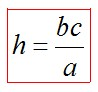 h = bc/a